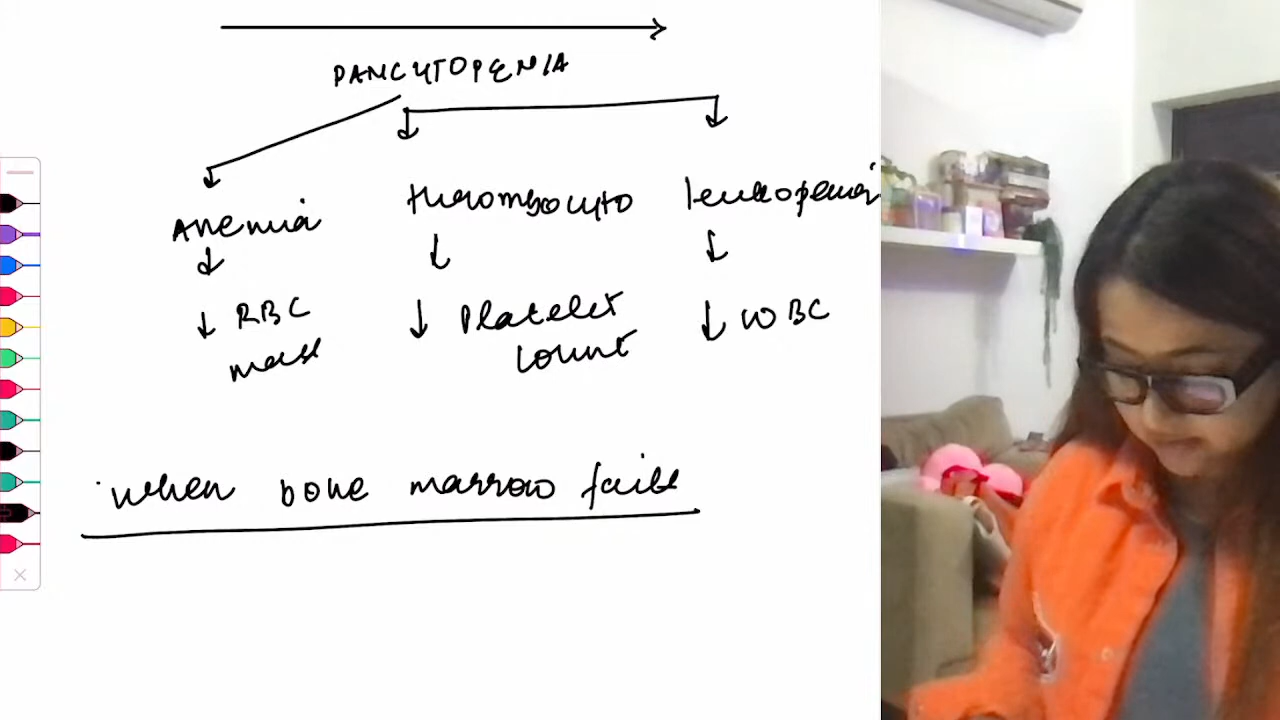 PANCYTOPENIA
Anemia
thrombocyto
leukopenia
↓ RBC
mass
↓ Platelet
count
↓ WBC
when bone marrow fails